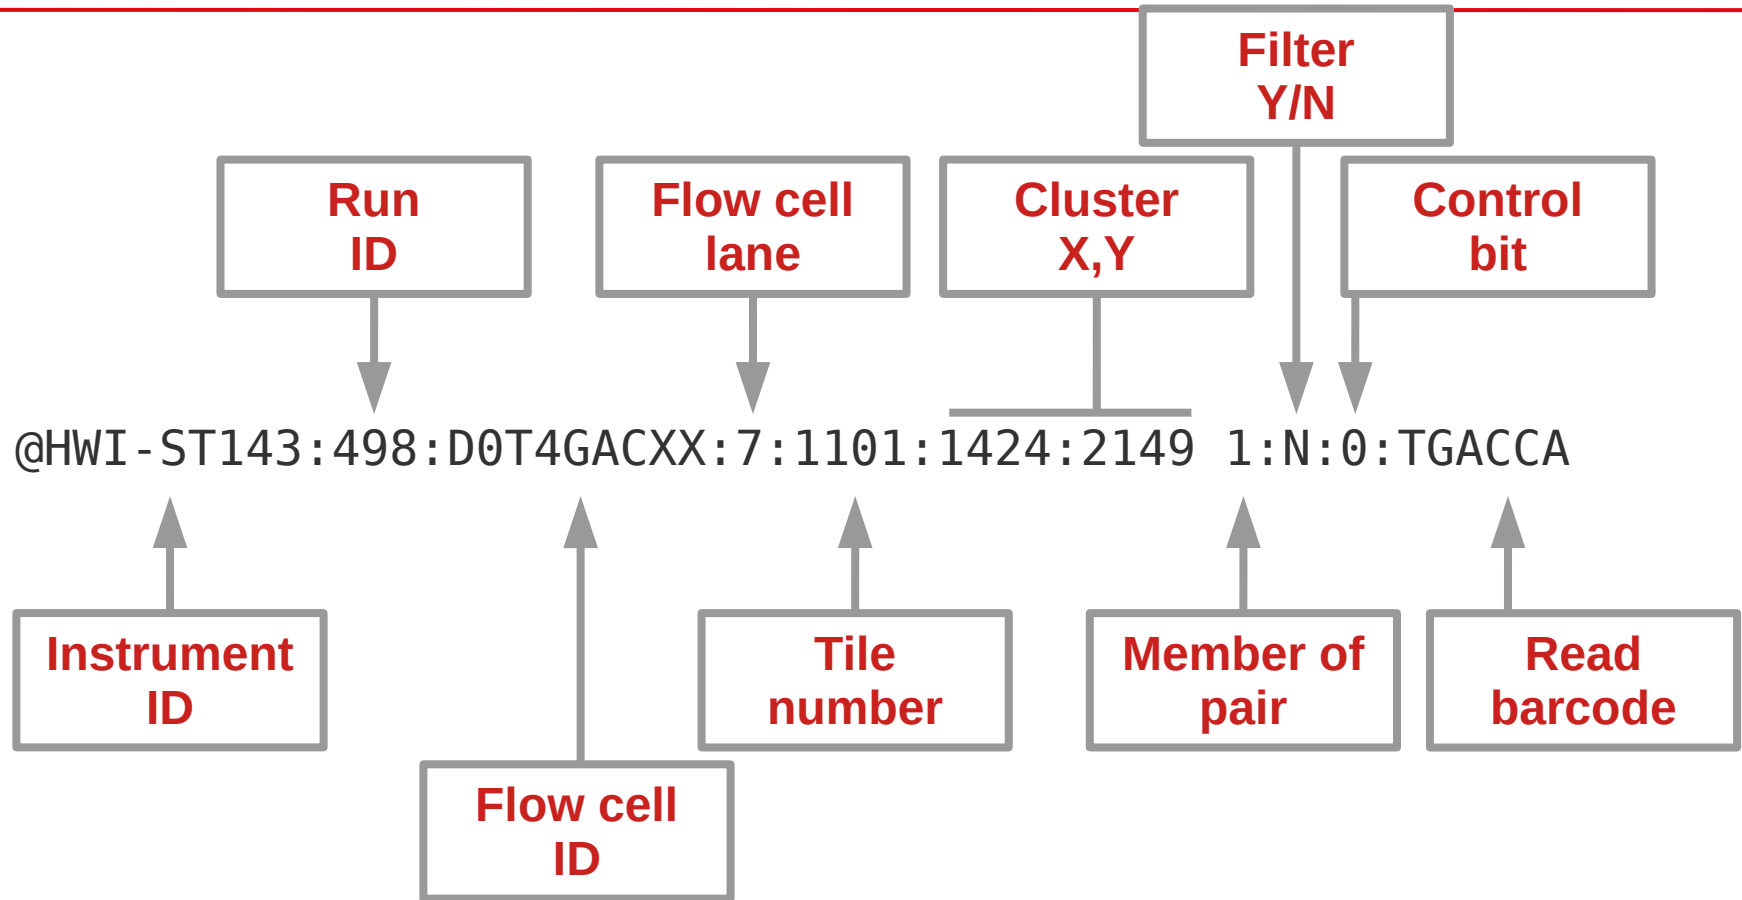 Filter
Y/N
Run
ID
Flow cell
lane
Cluster
X,Y
Control
bit
@HWI-ST143:498:D0T4GACXX:7:1101:1424:2149 1:N:0:TGACCA
Instrument
ID
Tile
number
Member of
pair
Read
barcode
Flow cell
ID